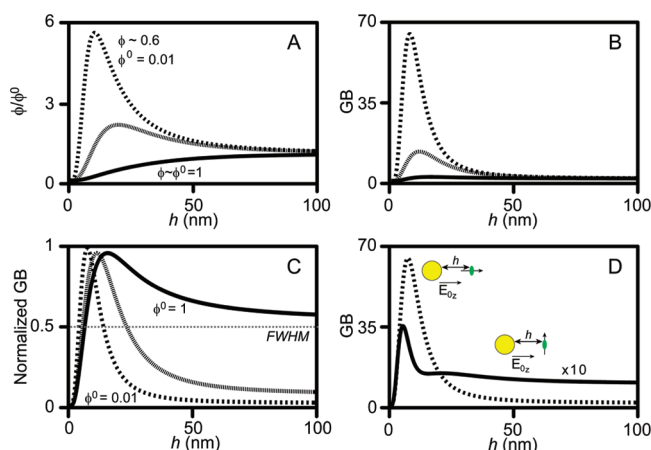 6
A
ϕ ~ 0.6
ϕ⁰ = 0.01
3
ϕ/ϕ⁰
ϕ~ϕ⁰=1
0
0
50
100
h (nm)
70
B
35
GB
0
0
50
100
h (nm)
1
C
ϕ⁰ = 1
0.5
FWHM
Normalized GB
ϕ⁰ = 0.01
0
0
50
100
h (nm)
70
D
h
E₀z
35
GB
h
E₀z
x10
0
0
50
100
h (nm)